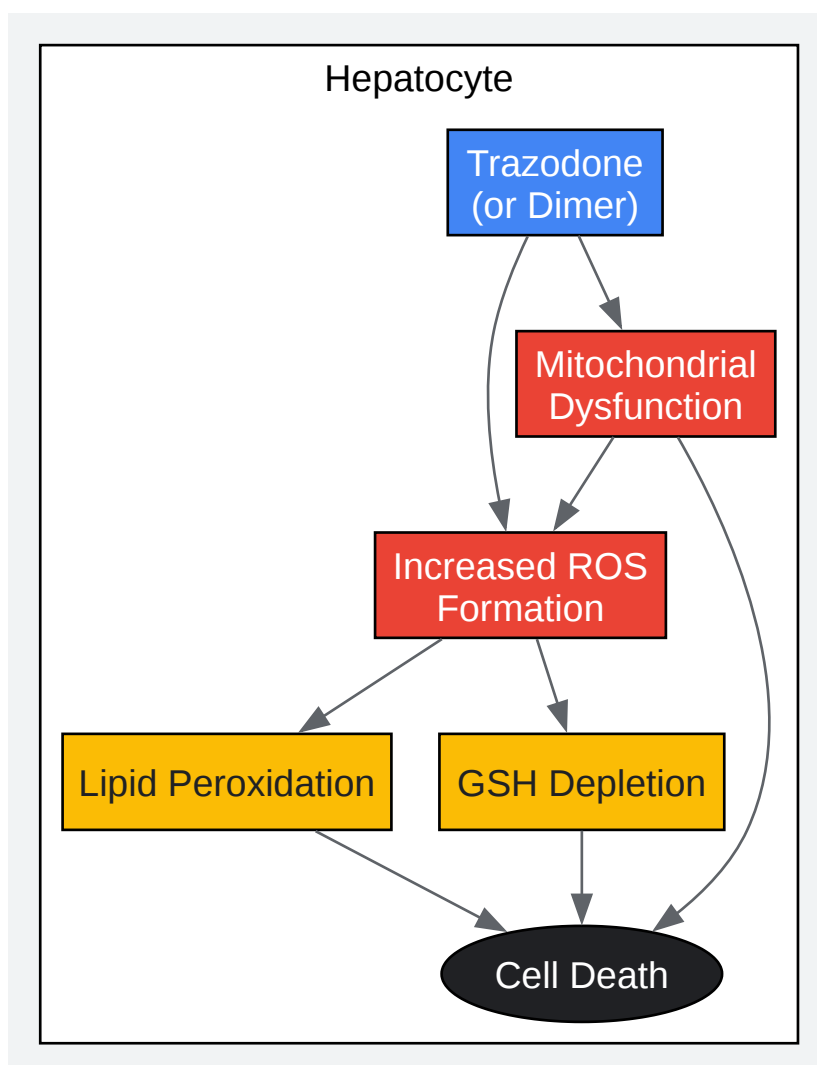 Hepatocyte
Trazodone
(or Dimer)
Mitochondrial
Dysfunction
Increased ROS
Formation
Lipid Peroxidation
GSH Depletion
Cell Death